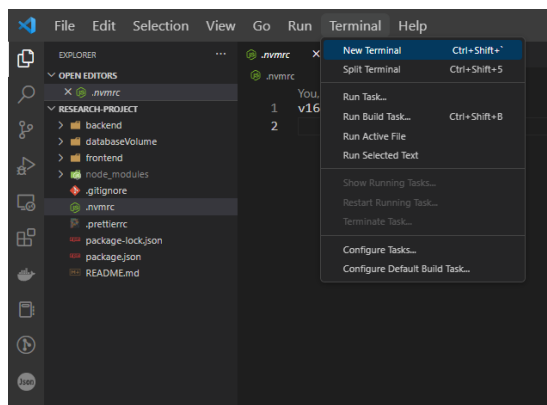 File Edit Selection View Go Run Terminal Help
EXPLORER ...
OPEN EDITORS
.nvmrc
RESEARCH-PROJECT
backend
databaseVolume
frontend
node_modules
.gitignore
.nvmrc
.prettierrc
package-lock.json
package.json
README.md
.nvmrc
.nvmrc
You,
1 v16
2
New Terminal Ctrl+Shift+`
Split Terminal Ctrl+Shift+5
Run Task...
Run Build Task... Ctrl+Shift+B
Run Active File
Run Selected Text
Show Running Tasks...
Restart Running Task...
Terminate Task...
Configure Tasks...
Configure Default Build Task...
Json